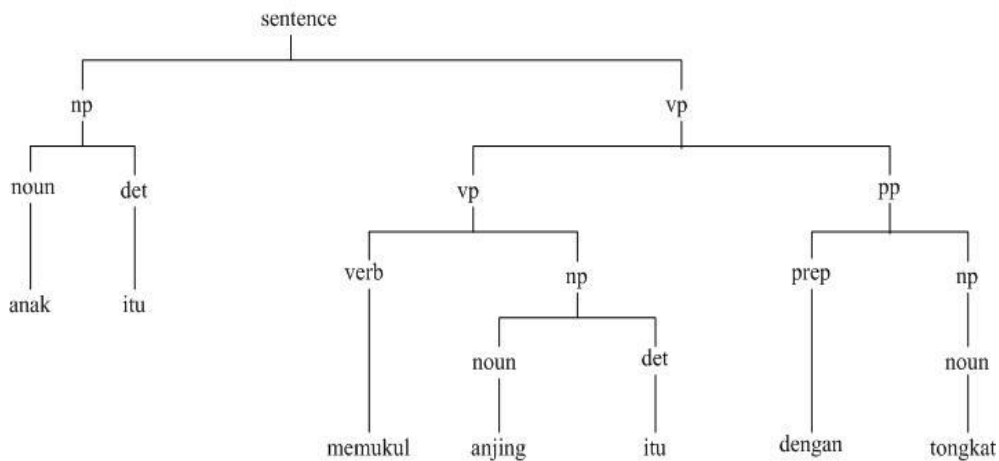 sentence
np vp
noun det vp pp
verb np prep np
anak itu
noun det noun
memukul anjing itu dengan tongkat